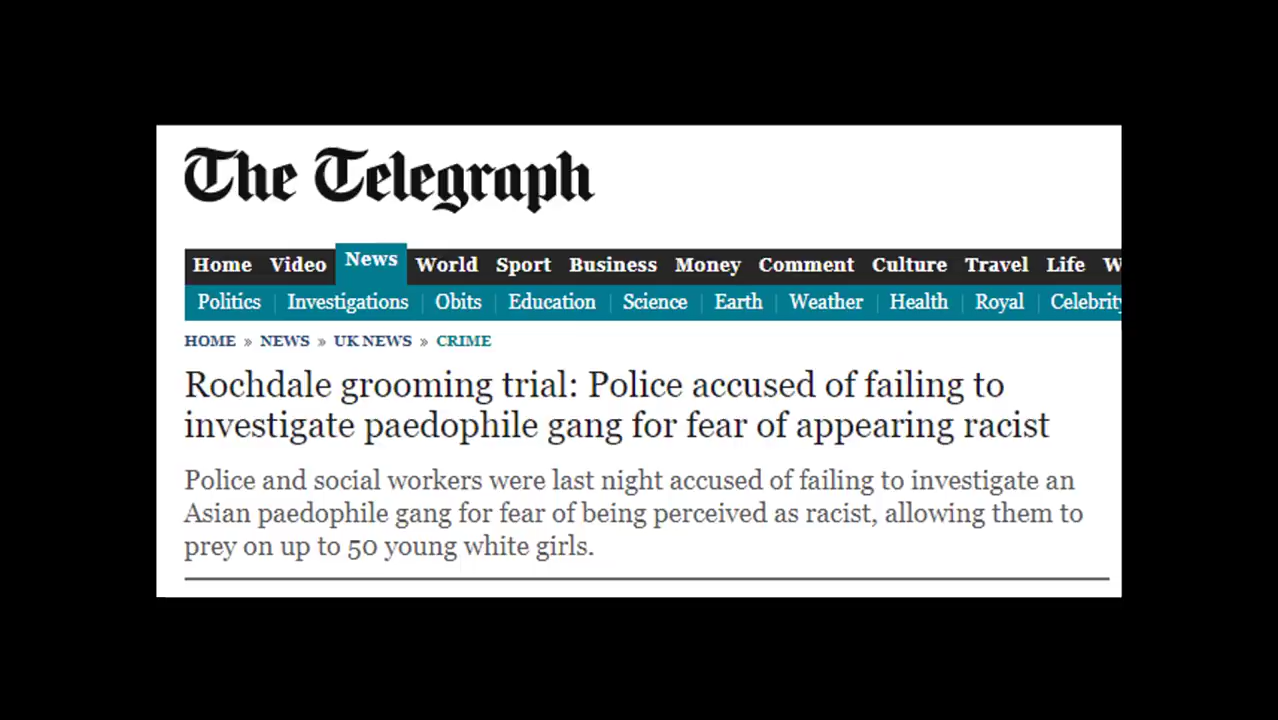 The Telegraph
Home Video News World Sport Business Money Comment Culture Travel Life W
Politics Investigations Obits Education Science Earth Weather Health Royal Celebrity
HOME » NEWS » UK NEWS » CRIME
Rochdale grooming trial: Police accused of failing to
investigate paedophile gang for fear of appearing racist
Police and social workers were last night accused of failing to investigate an
Asian paedophile gang for fear of being perceived as racist, allowing them to
prey on up to 50 young white girls.